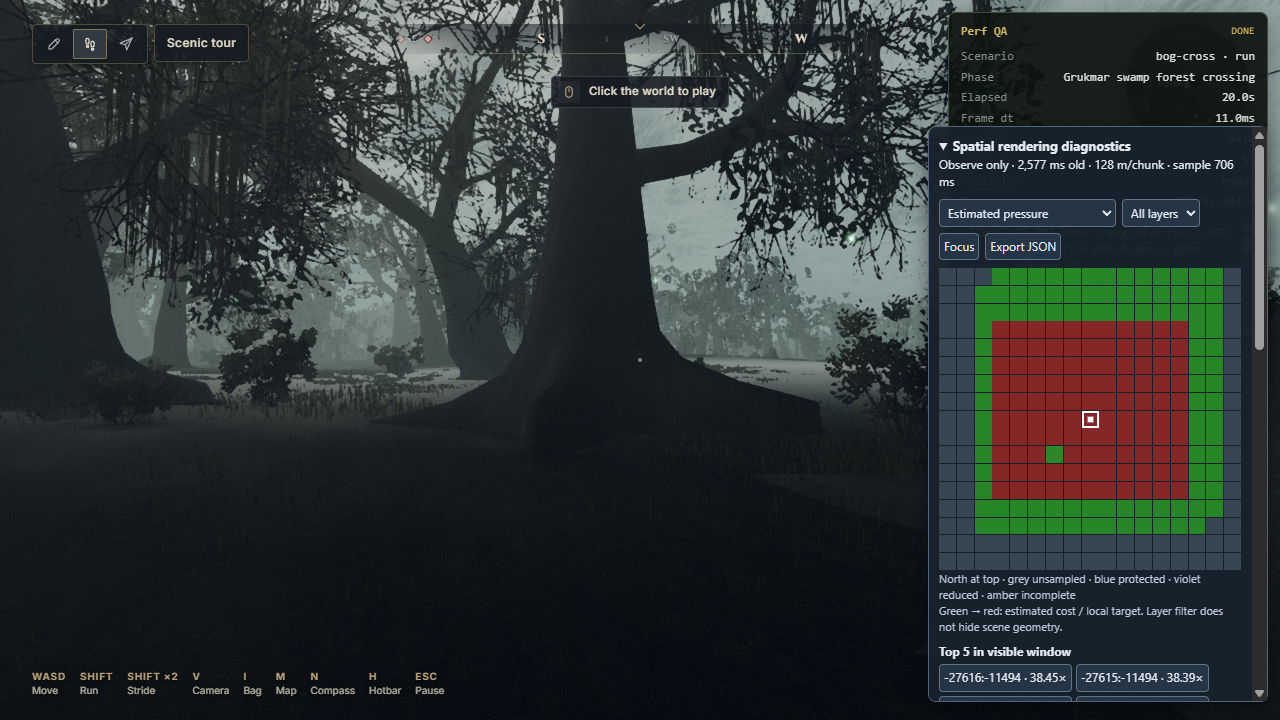 Scenic tour
S
SW
W
Click the world to play
Perf QA DONE
Scenario bog-cross · run
Phase Grukmar swamp forest crossing
Elapsed 20.0s
Frame dt 11.0ms
▼ Spatial rendering diagnostics
Observe only · 2,577 ms old · 128 m/chunk · sample 706
ms
Estimated pressure
All layers
Focus
Export JSON
North at top · grey unsampled · blue protected · violet
reduced · amber incomplete
Green → red: estimated cost / local target. Layer filter does
not hide scene geometry.
Top 5 in visible window
-27616:-11494 · 38.45×
-27615:-11494 · 38.39×
WASD SHIFT SHIFT ×2 V I M N H ESC
Move Run Stride Camera Bag Map Compass Hotbar Pause